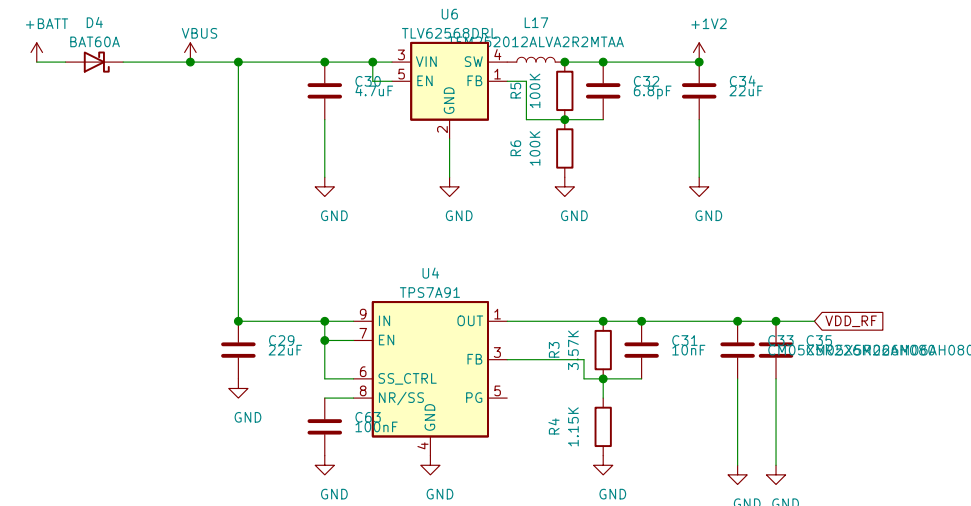 U6
+BATT
D4
L17
+1V2
VBUS
TLV62568DRL
BAT60A
3
VIN
SW
4
5
EN
FB
1
GND
2
C30
4.7uF
R5
100K
C32
6.8pF
C34
22uF
R6
100K
GND
GND
GND
GND
U4
TPS7A91
9
IN
OUT
1
VDD_RF
7
EN
C29
22uF
R3
3.57K
C31
10nF
C33
C35
FB
3
6
SS_CTRL
8
NR/SS
PG
5
GND
4
C63
100nF
R4
1.15K
GND
GND
GND
GND
GND
GND